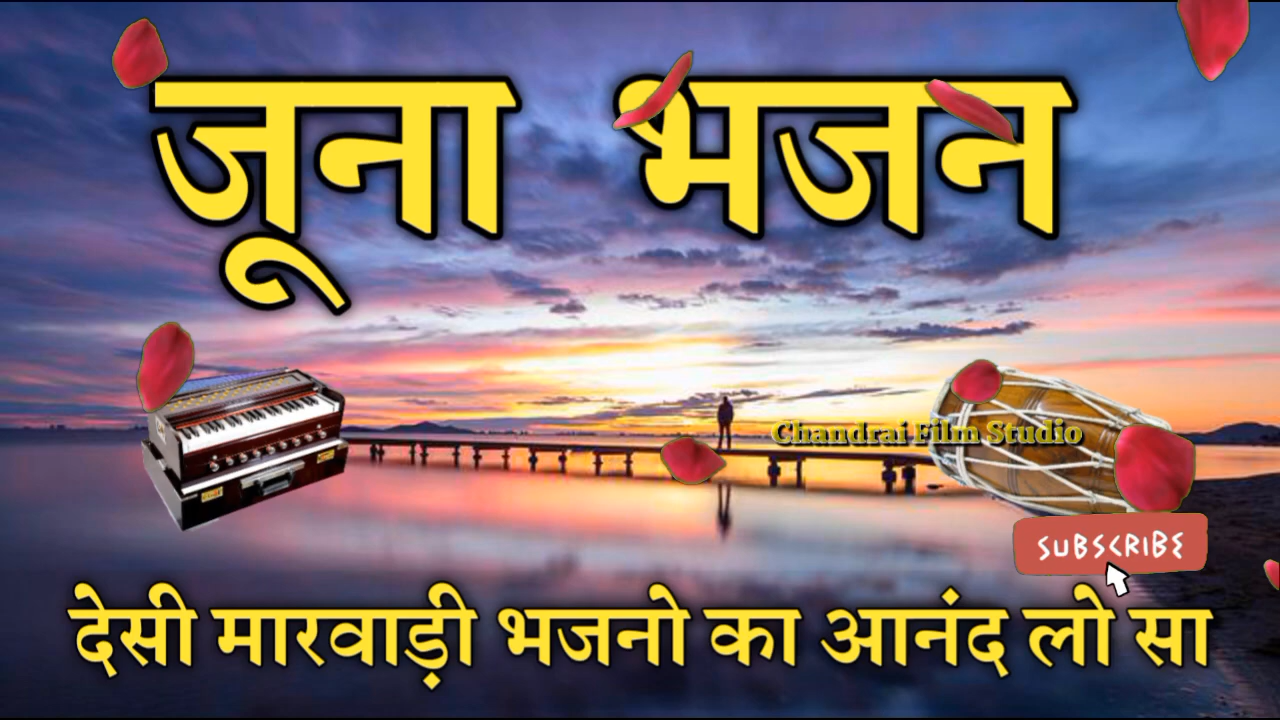 जूना भजन
Chandrai Film Studio
SUBSCRIBE
देसी मारवाड़ी भजनो का आनंद लो सा